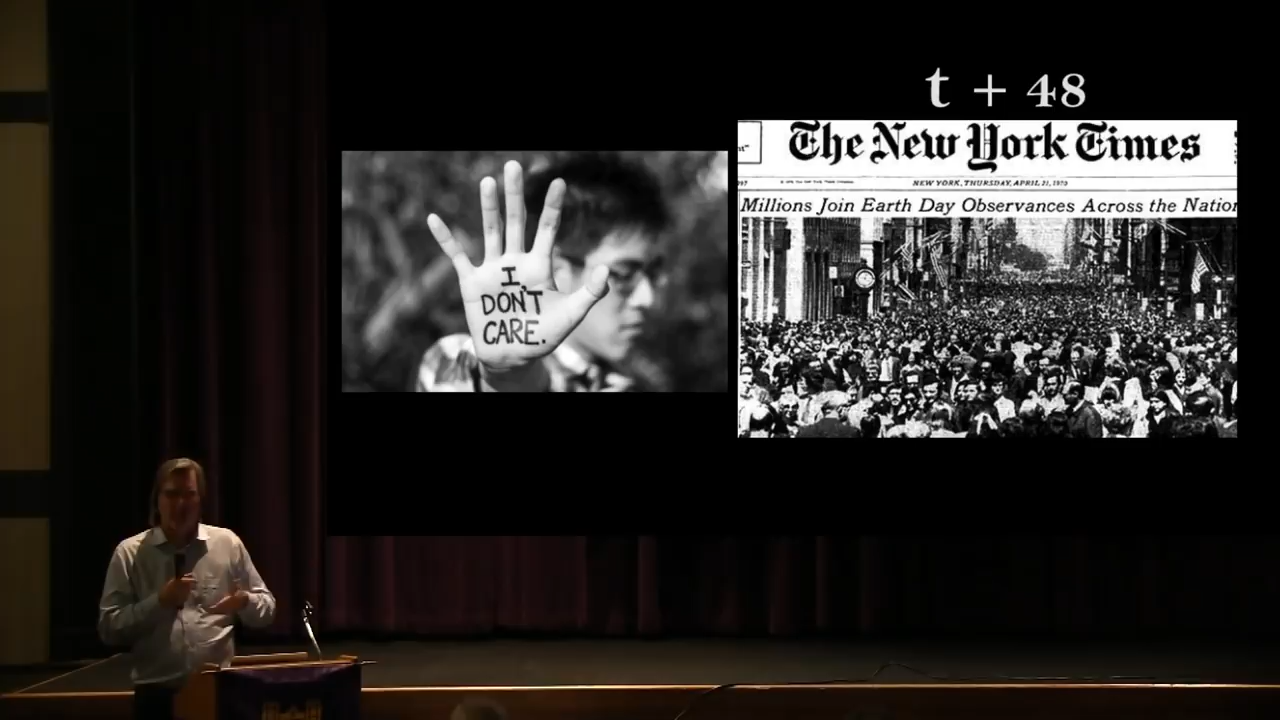 t + 48
The New York Times
NEW YORK, THURSDAY, APRIL 23, 1970
Millions Join Earth Day Observances Across the Nation
I
DON'T
CARE.